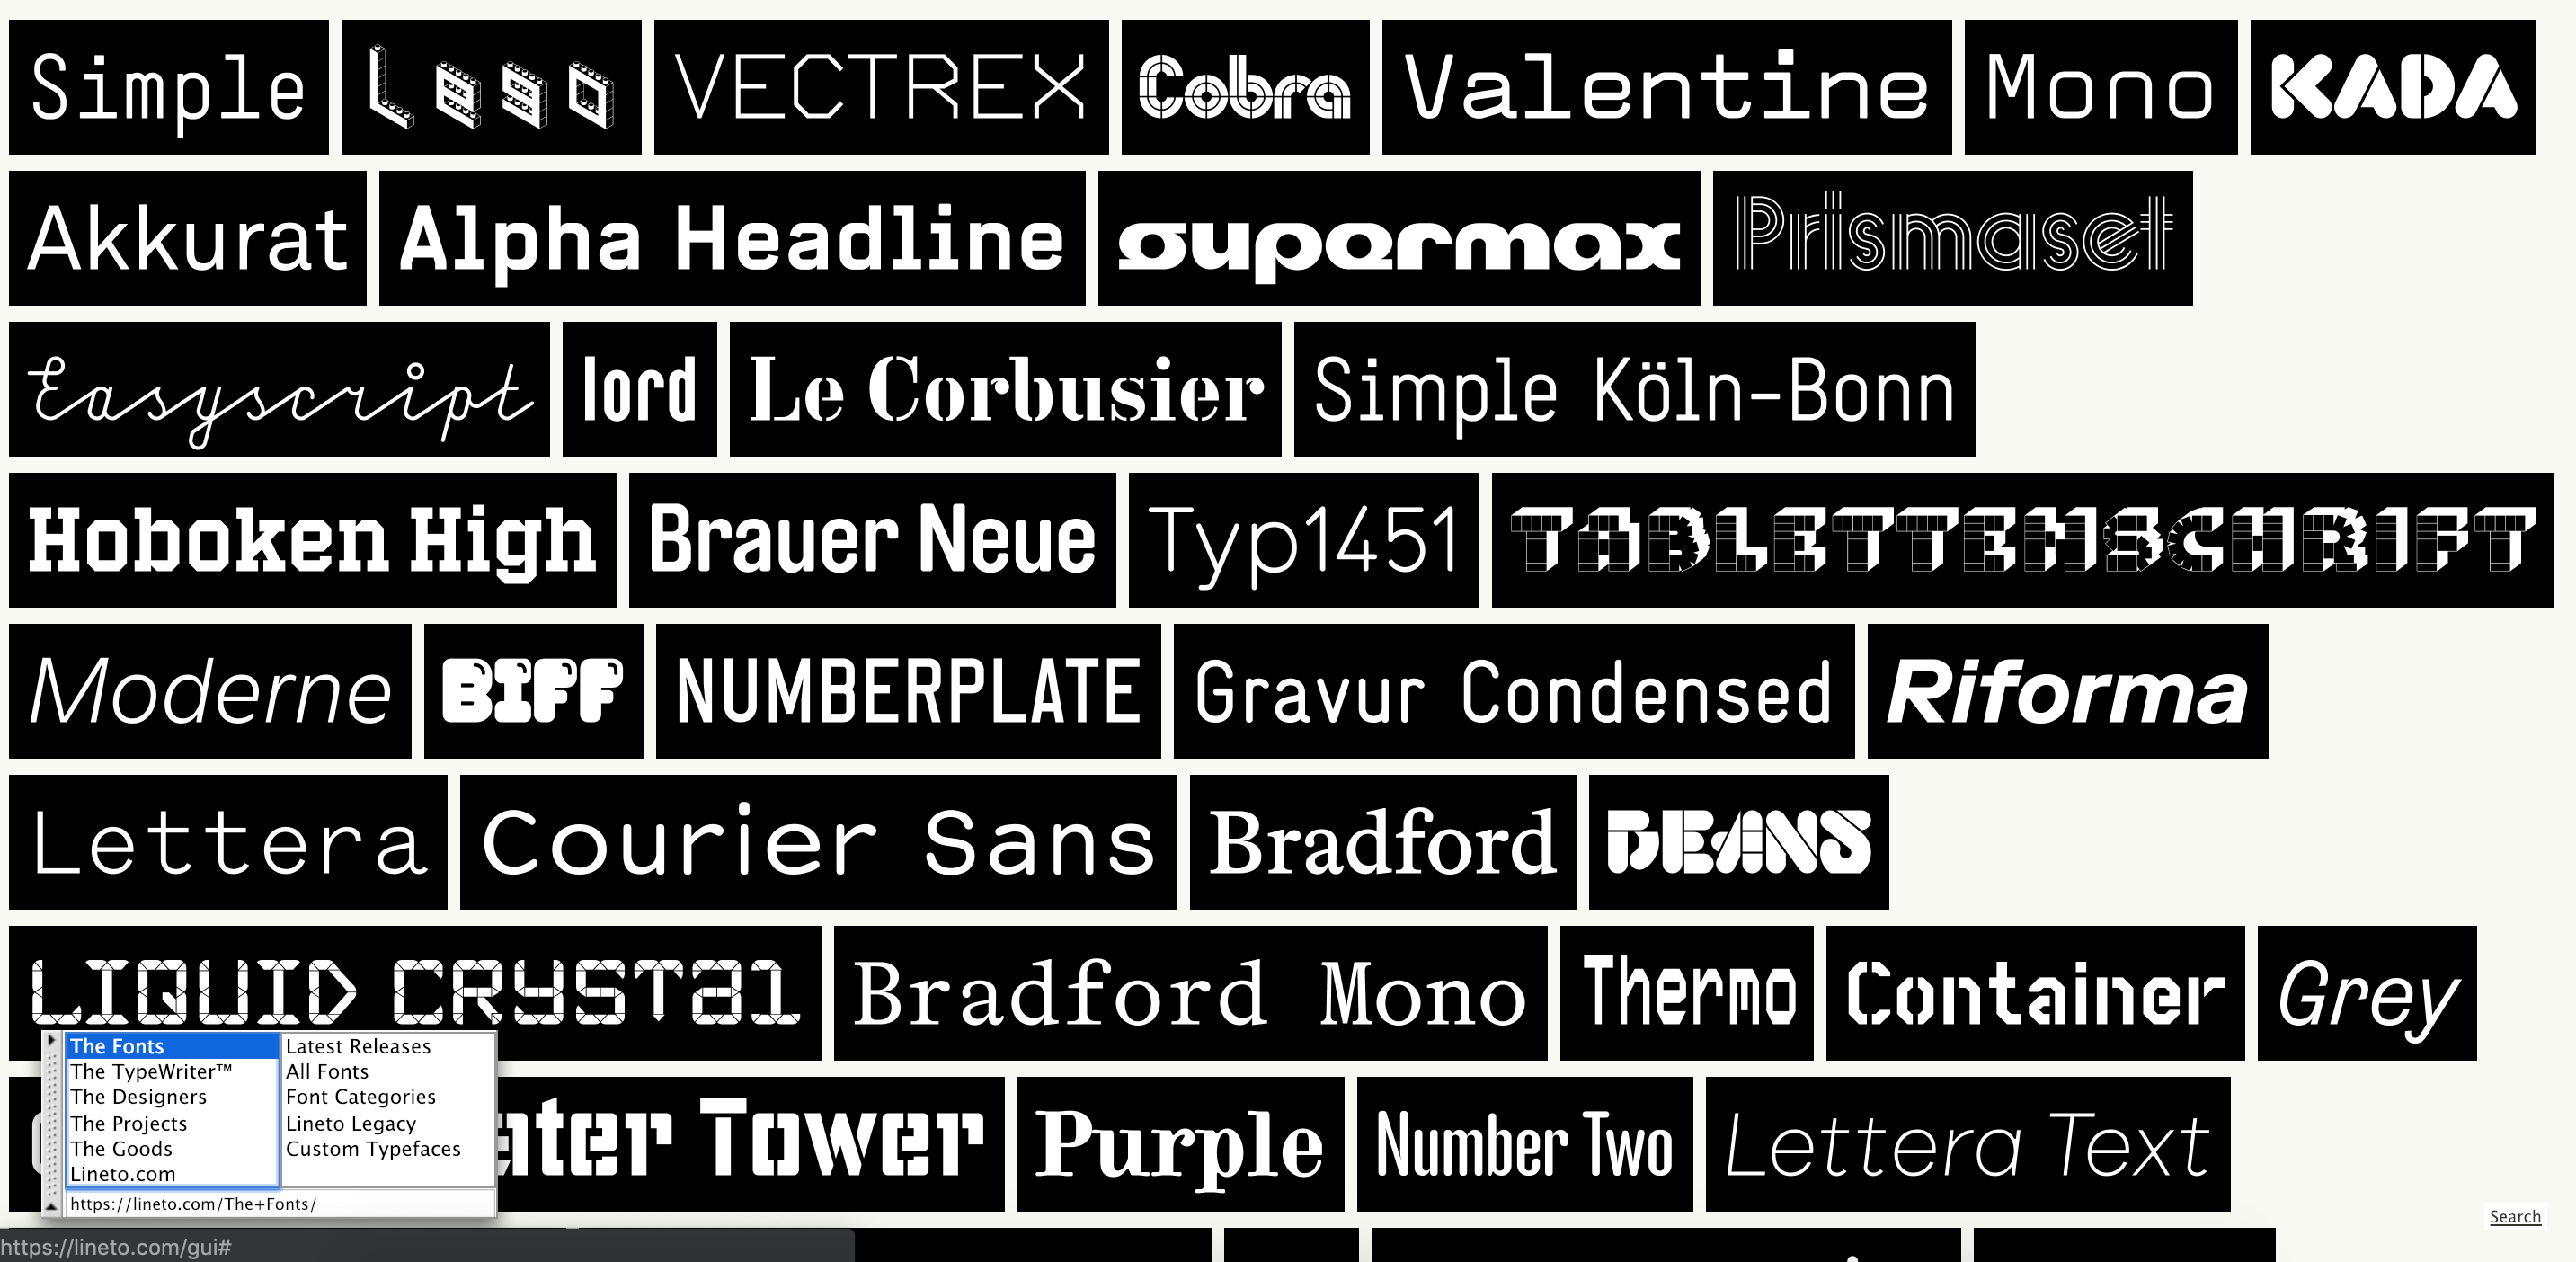 Simple Lego VECTREX Cobra Valentine Mono KADA
Akkurat Alpha Headline supermax Prismaset
Easyscript lord Le Corbusier Simple Köln-Bonn
Hoboken High Brauer Neue Typ1451 TABLETTENSCHRIFT
Moderne BIFF NUMBERPLATE Gravur Condensed Riforma
Lettera Courier Sans Bradford DEANS
LIQUID CRYSTAl Bradford Mono Thermo Container Grey
Tower Purple Number Two Lettera Text
The Fonts
The TypeWriter™
The Designers
The Projects
The Goods
Lineto.com
Latest Releases
All Fonts
Font Categories
Lineto Legacy
Custom Typefaces
https://lineto.com/The+Fonts/
Search
https://lineto.com/gui#